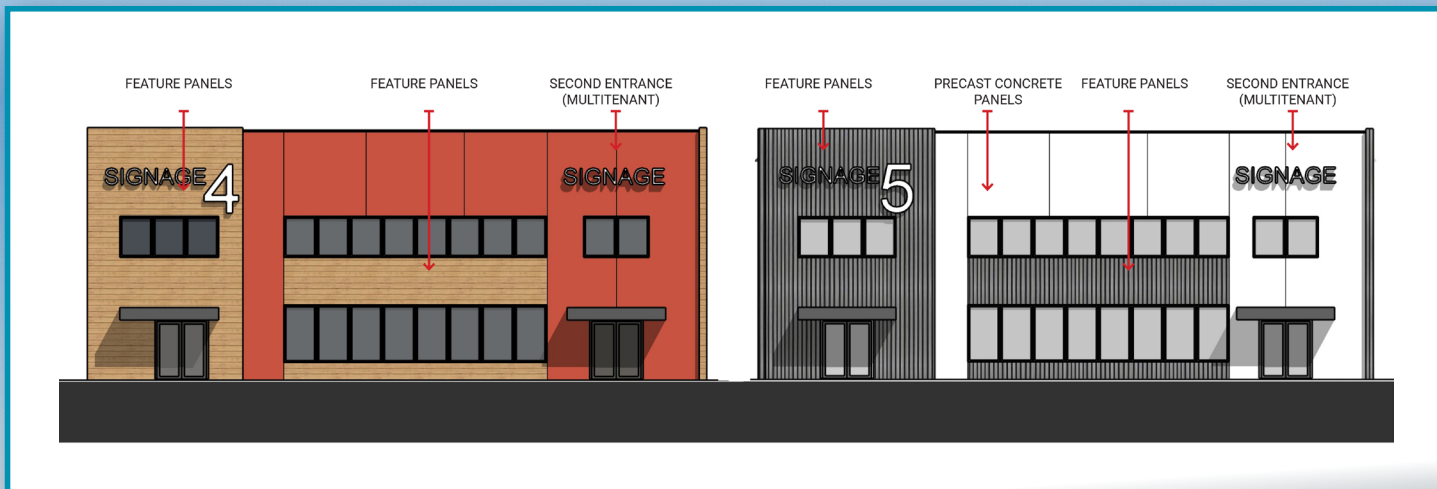 FEATURE PANELS
FEATURE PANELS
SECOND ENTRANCE
(MULTITENANT)
FEATURE PANELS
PRECAST CONCRETE
PANELS
FEATURE PANELS
SECOND ENTRANCE
(MULTITENANT)
SIGNAGE
4
SIGNAGE
SIGNAGE
5
SIGNAGE